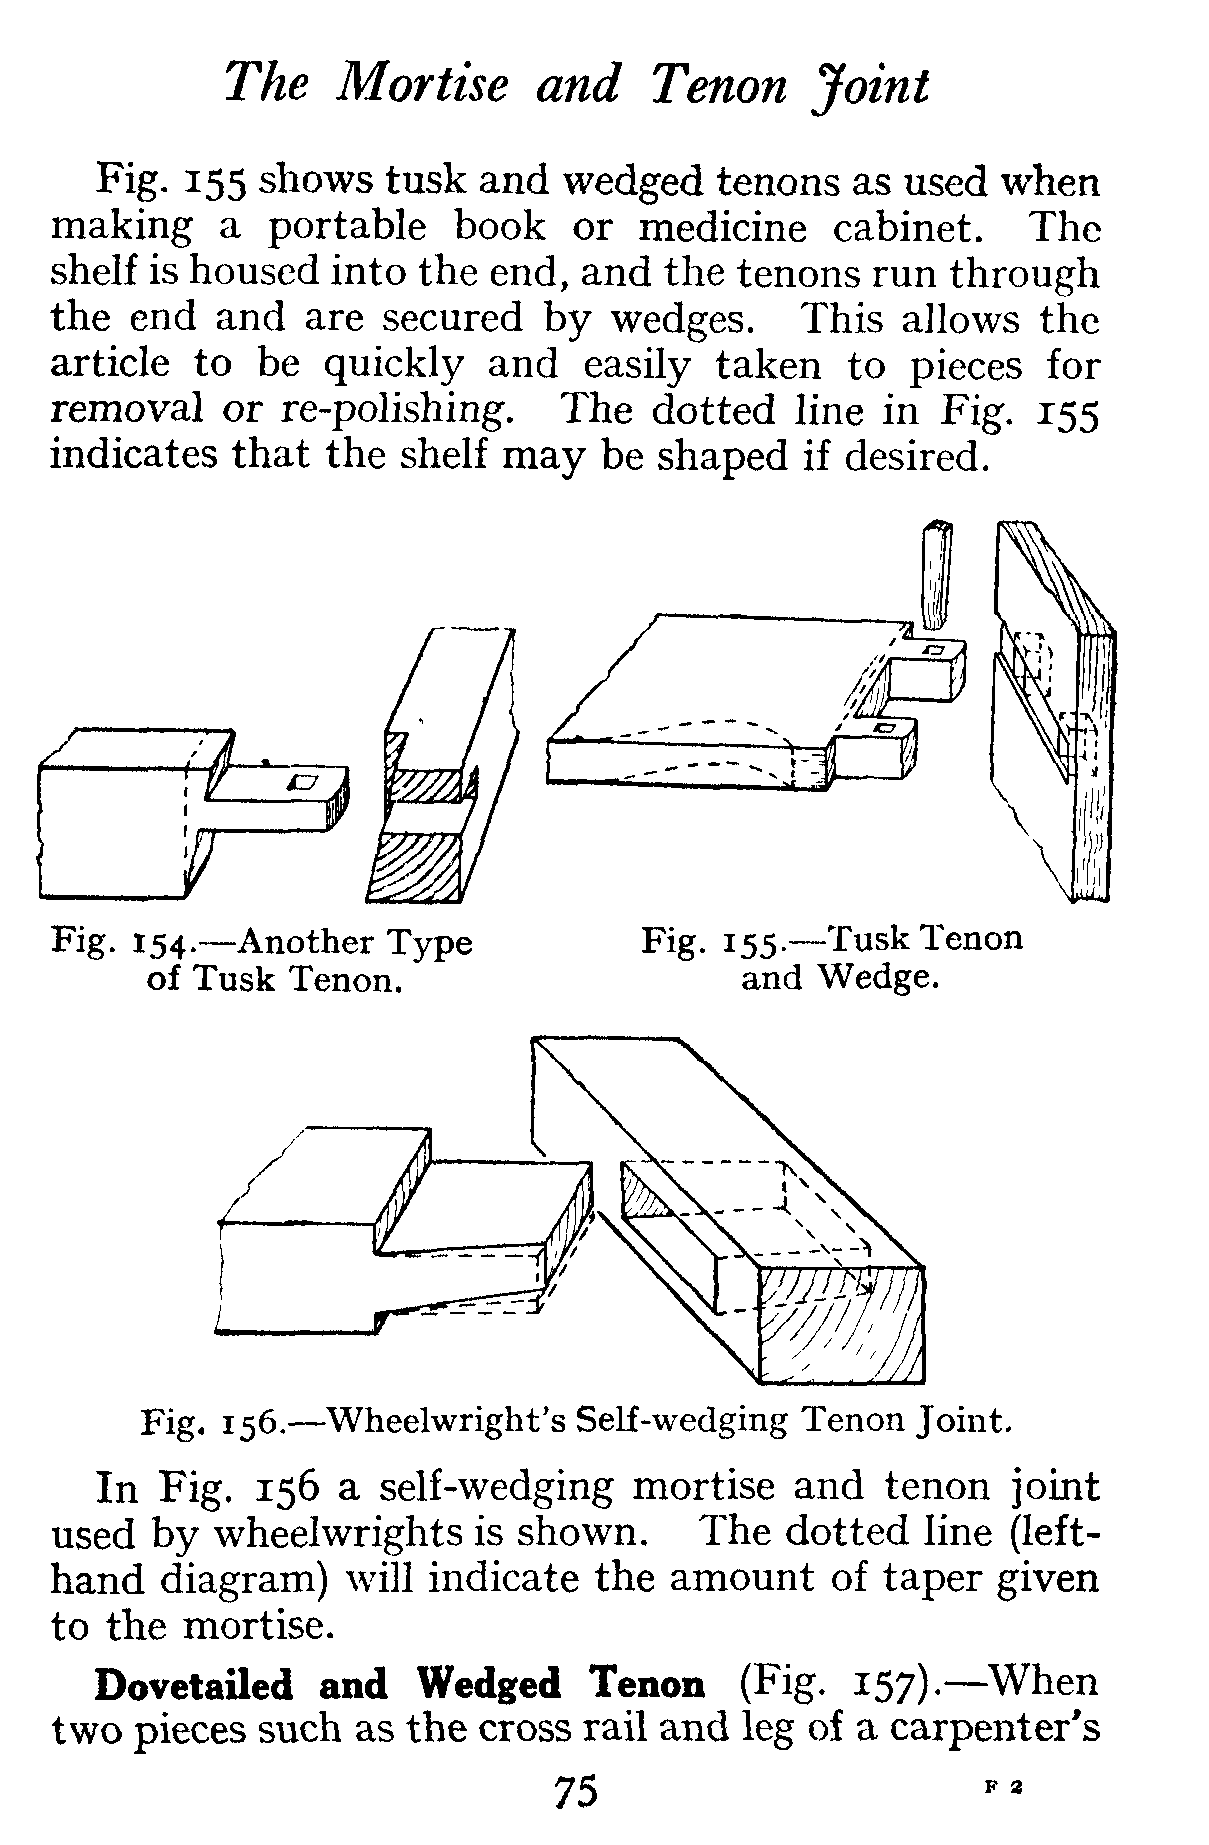 The Mortise and Tenon Joint
Fig. 155 shows tusk and wedged tenons as used when
making a portable book or medicine cabinet. The
shelf is housed into the end, and the tenons run through
the end and are secured by wedges. This allows the
article to be quickly and easily taken to pieces for
removal or re-polishing. The dotted line in Fig. 155
indicates that the shelf may be shaped if desired.
Fig. 154.—Another Type
of Tusk Tenon.
Fig. 155.—Tusk Tenon
and Wedge.
Fig. 156.—Wheelwright's Self-wedging Tenon Joint.
In Fig. 156 a self-wedging mortise and tenon joint
used by wheelwrights is shown. The dotted line (left-
hand diagram) will indicate the amount of taper given
to the mortise.
Dovetailed and Wedged Tenon (Fig. 157).—When
two pieces such as the cross rail and leg of a carpenter's
75
F 2